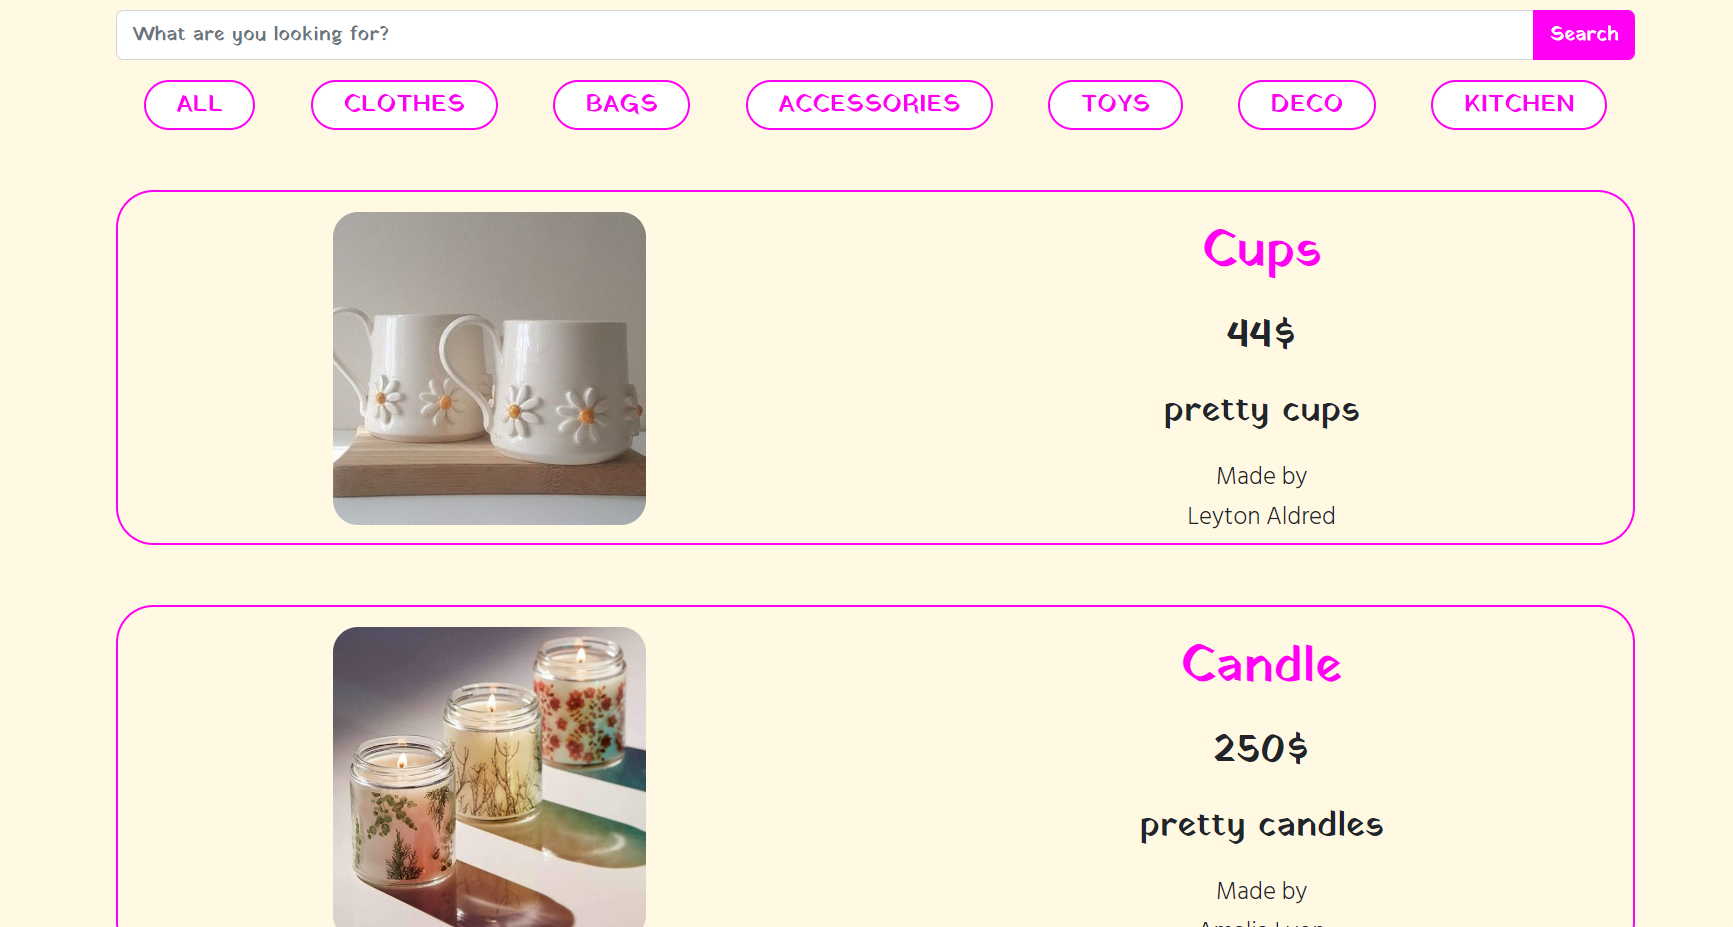 What are you looking for?
Search
ALL
CLOTHES
BAGS
ACCESSORIES
TOYS
DECO
KITCHEN
Cups
44$
pretty cups
Made by
Leyton Aldred
Candle
250$
pretty candles
Made by